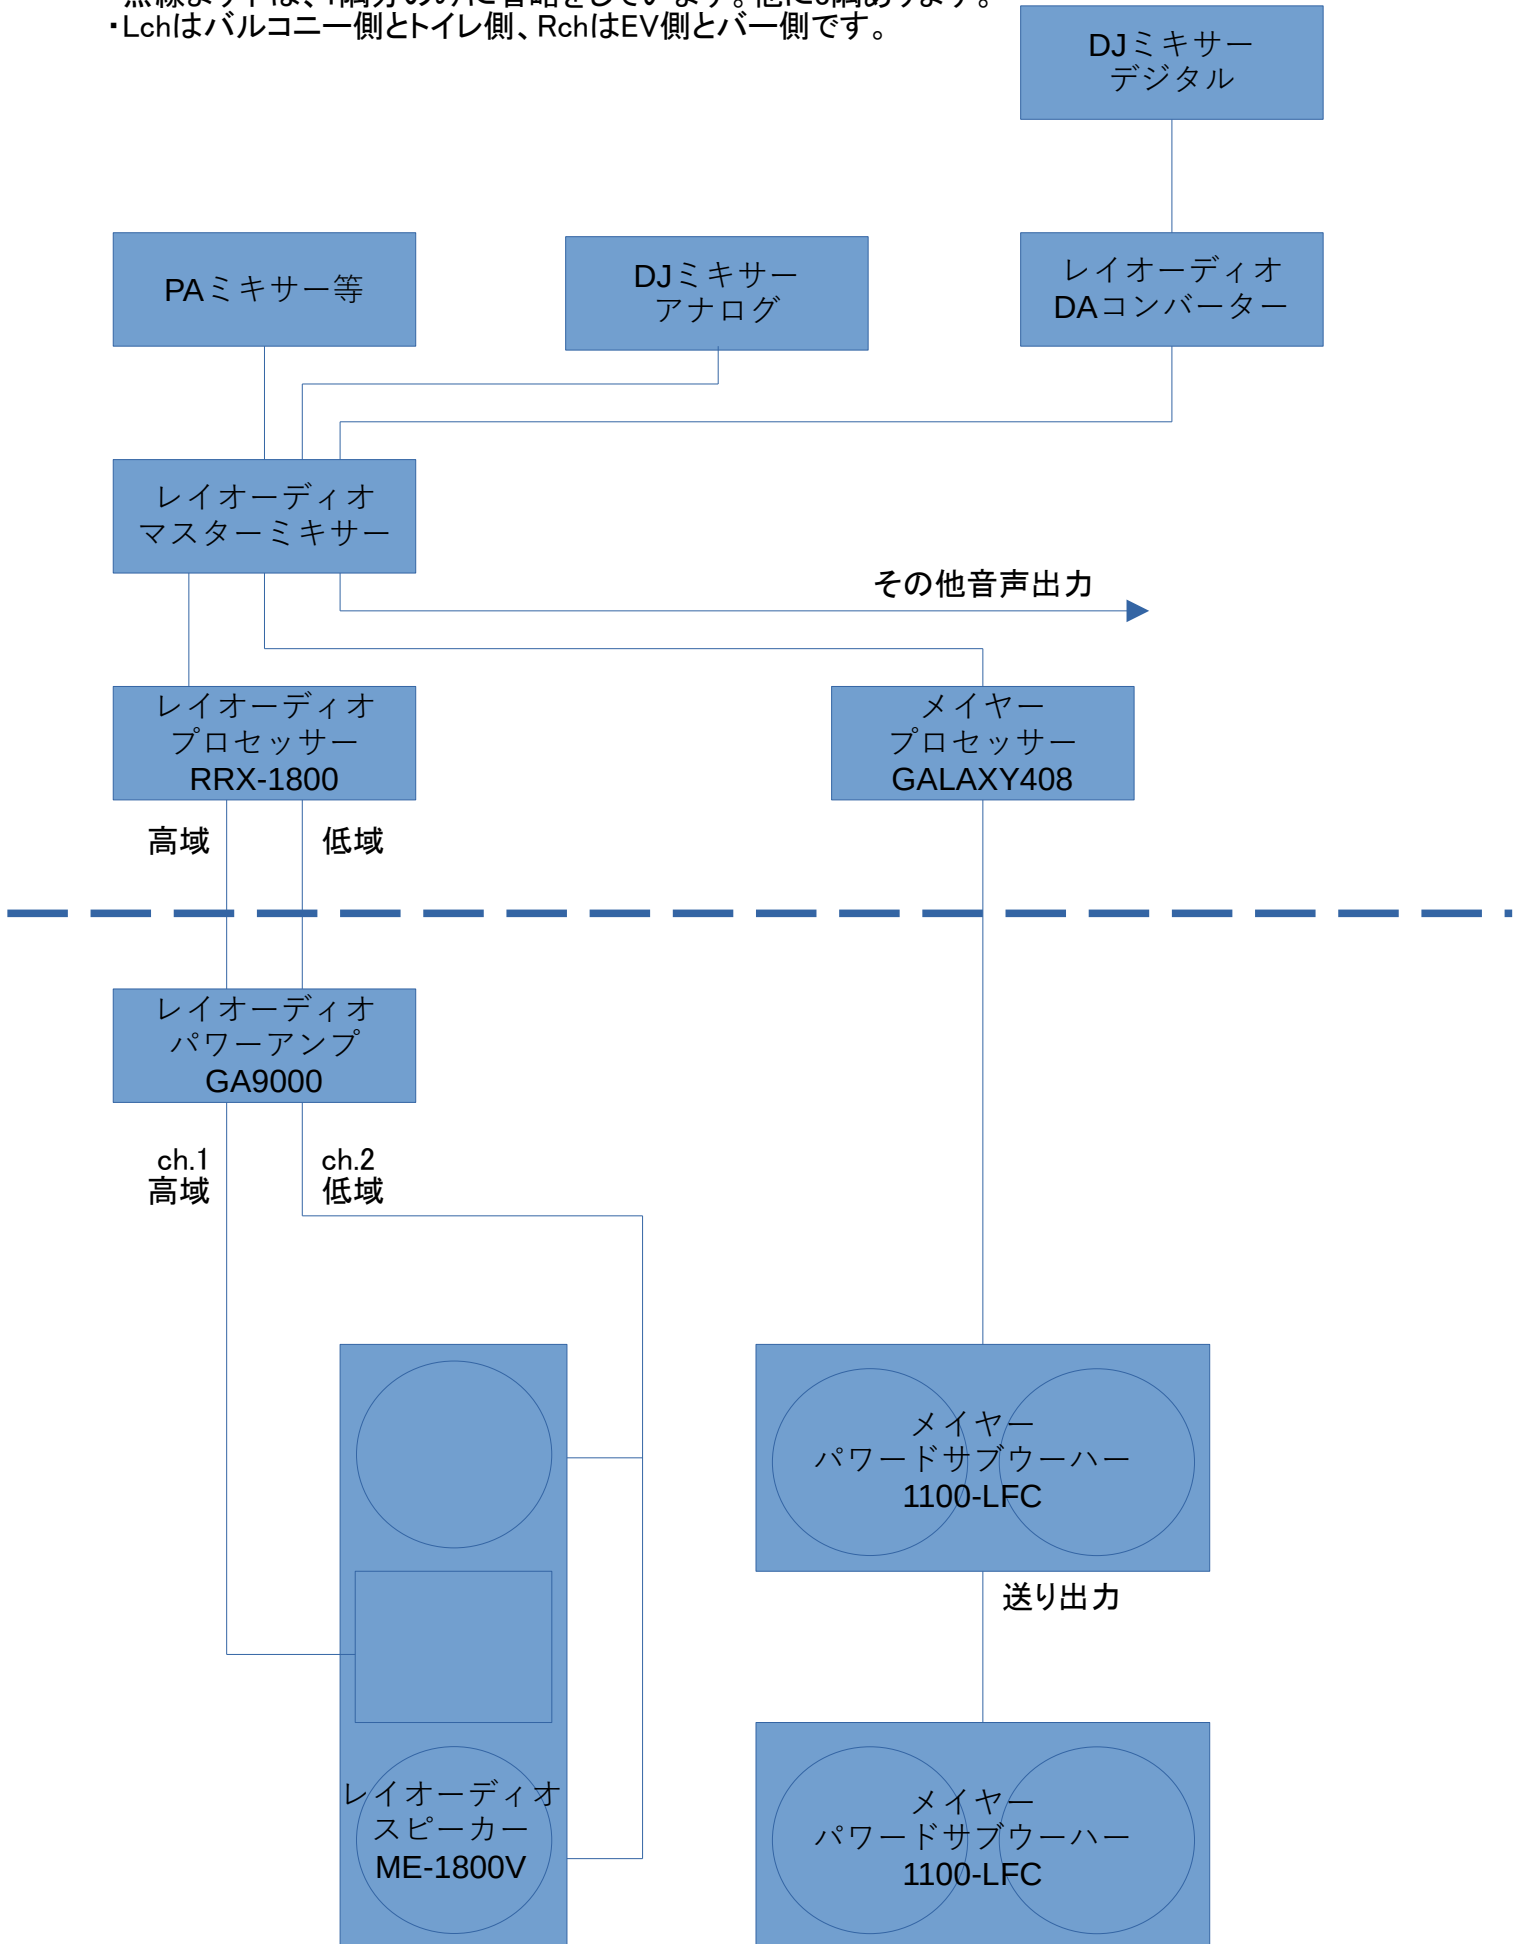 ・Lchはバルコニー側とトイレ側、RchはEV側とバー側です。
DJミキサー
デジタル
PAミキサー等
DJミキサー
アナログ
レイオーディオ
DAコンバーター
レイオーディオ
マスターミキサー
その他音声出力
レイオーディオ
プロセッサー
RRX-1800
メイヤー
プロセッサー
GALAXY408
高域
低域
レイオーディオ
パワーアンプ
GA9000
ch.1
高域
ch.2
低域
メイヤー
パワードサブウーハー
1100-LFC
送り出力
レイオーディオ
スピーカー
ME-1800V
メイヤー
パワードサブウーハー
1100-LFC